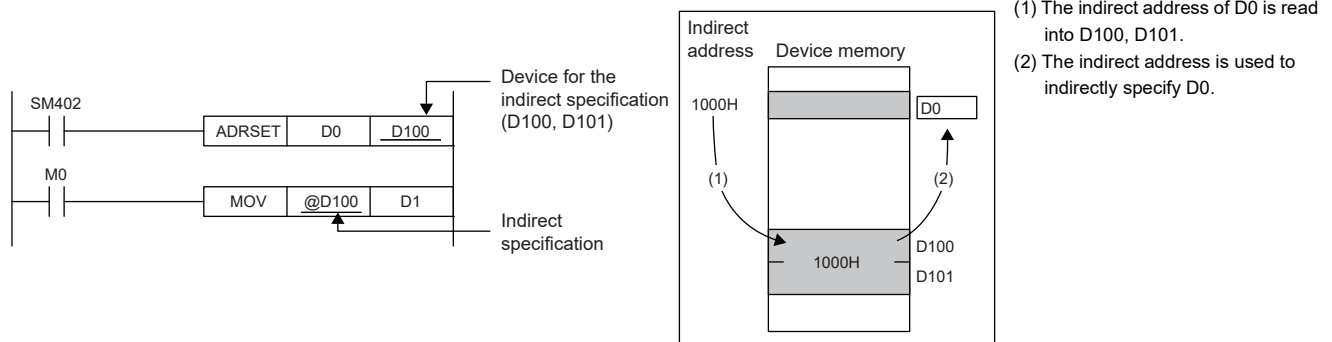 SM402
ADRSET D0 D100
M0
MOV @D100 D1
Device for the
indirect specification
(D100, D101)
Indirect
specification
Indirect
address
Device memory
1000H
D0
(1)
(2)
1000H
D100
D101
(1) The indirect address of D0 is read
into D100, D101.
(2) The indirect address is used to
indirectly specify D0.